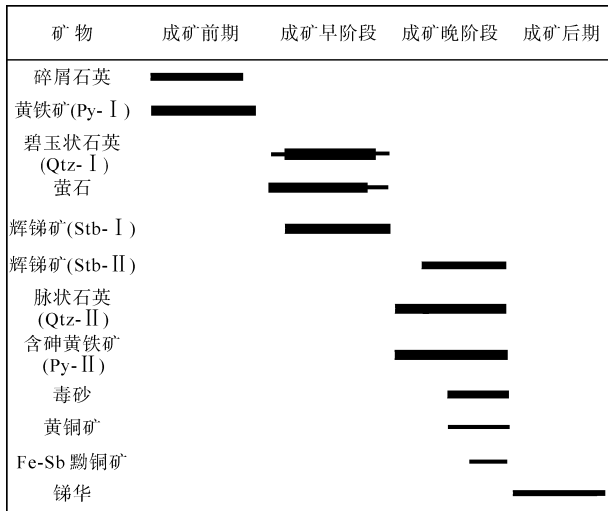 矿 物 成矿前期 成矿早阶段 成矿晚阶段 成矿后期
碎屑石英
黄铁矿(Py-Ⅰ)
碧玉状石英
(Qtz-Ⅰ)
萤石
辉锑矿(Stb-Ⅰ)
辉锑矿(Stb-Ⅱ)
脉状石英
(Qtz-Ⅱ)
含砷黄铁矿
(Py-Ⅱ)
毒砂
黄铜矿
Fe-Sb 黝铜矿
锑华